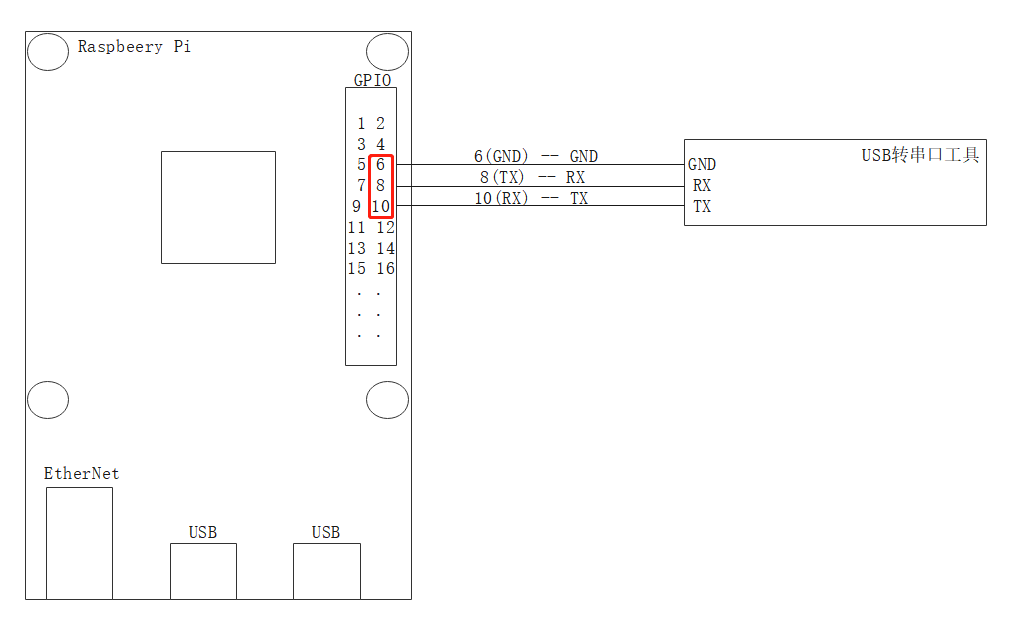 Raspbeery Pi
GPIO
1 2
3 4
5 6
7 8
9 10
11 12
13 14
15 16
. .
. .
. .
6(GND) -- GND
8(TX) -- RX
10(RX) -- TX
USB转串口工具
GND
RX
TX
EtherNet
USB
USB